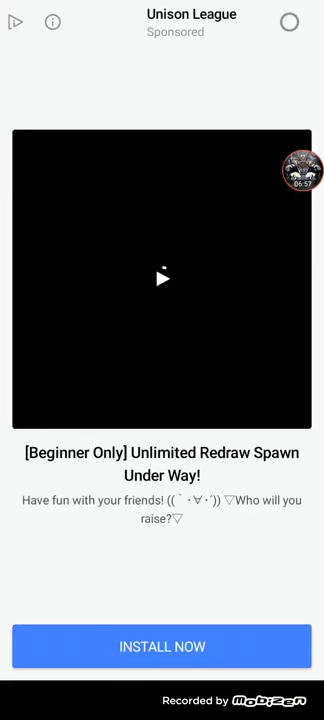 Unison League
Sponsored
06:57
[Beginner Only] Unlimited Redraw Spawn
Under Way!
Have fun with your friends! ((｀･∀･´)) ▽Who will you
raise?▽
INSTALL NOW
Recorded by mobizen